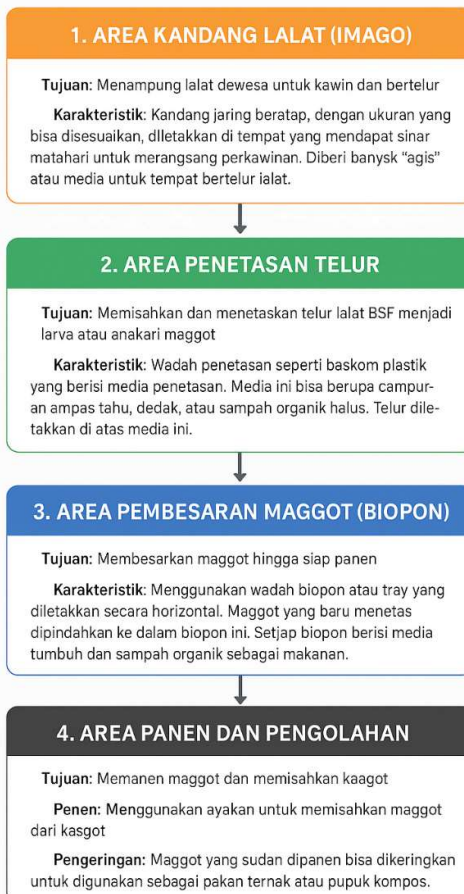 1. AREA KANDANG LALAT (IMAGO)
Tujuan: Menampung lalat dewesa untuk kawin dan bertelur
Karakteristik: Kandang jaring beratap, dengan ukuran yang
bisa disesuaikan, dlletakkan di tempat yang mendapat sinar
matahari untuk merangsang perkawinan. Diberi banysk “agis”
atau media untuk tempat bertelur ialat.
2. AREA PENETASAN TELUR
Tujuan: Memisahkan dan menetaskan telur lalat BSF menjadi
larva atau anakari maggot
Karakteristik: Wadah penetasan seperti baskom plastik
yang berisi media penetasan. Media ini bisa berupa campur-
an ampas tahu, dedak, atau sampah organik halus. Telur dile-
takkan di atas media ini.
3. AREA PEMBESARAN MAGGOT (BIOPON)
Tujuan: Membesarkan maggot hingga siap panen
Karakteristik: Menggunakan wadah biopon atau tray yang
diletakkan secara horizontal. Maggot yang baru menetas
dipindahkan ke dalam biopon ini. Setjap biopon berisi media
tumbuh dan sampah organik sebagai makanan.
4. AREA PANEN DAN PENGOLAHAN
Tujuan: Memanen maggot dan memisahkan kaagot
Penen: Menggunakan ayakan untuk memisahkan maggot
dari kasgot
Pengeringan: Maggot yang sudan dipanen bisa dikeringkan
untuk digunakan sebagai pakan ternak atau pupuk kompos.